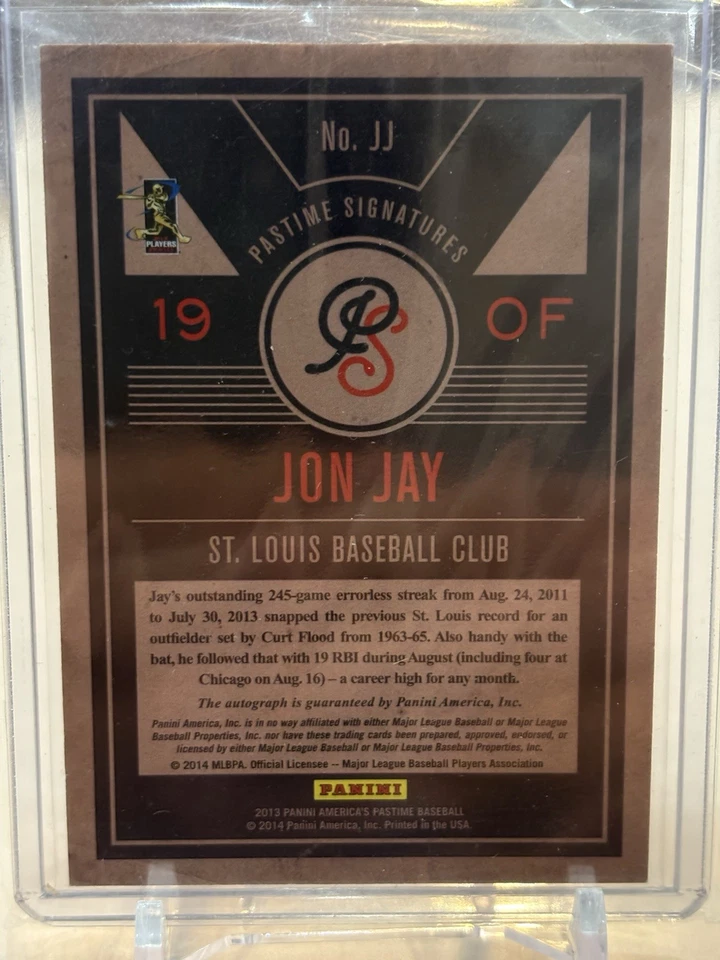 No. JJ
PASTIME SIGNATURES
PLAYERS
19
PS
OF
JON JAY
ST. LOUIS BASEBALL CLUB
Jay's outstanding 245-game errorless streak from Aug. 24, 2011
to July 30, 2013 snapped the previous St. Louis record for an
outfielder set by Curt Flood from 1963-65. Also handy with the
bat, he followed that with 19 RBI during August (including four at
Chicago on Aug. 16) – a career high for any month.
The autograph is guaranteed by Panini America, Inc.
Panini America, Inc. is in no way affiliated with either Major League Baseball or Major League
Baseball Properties, Inc. nor have these trading cards been prepared, approved, endorsed, or
licensed by either Major League Baseball or Major League Baseball Properties, Inc.
© 2014 MLBPA, Official Licensee -- Major League Baseball Players Association
PANINI
2013 PANINI AMERICA'S PASTIME BASEBALL
© 2014 Panini America, Inc. Printed in the USA.